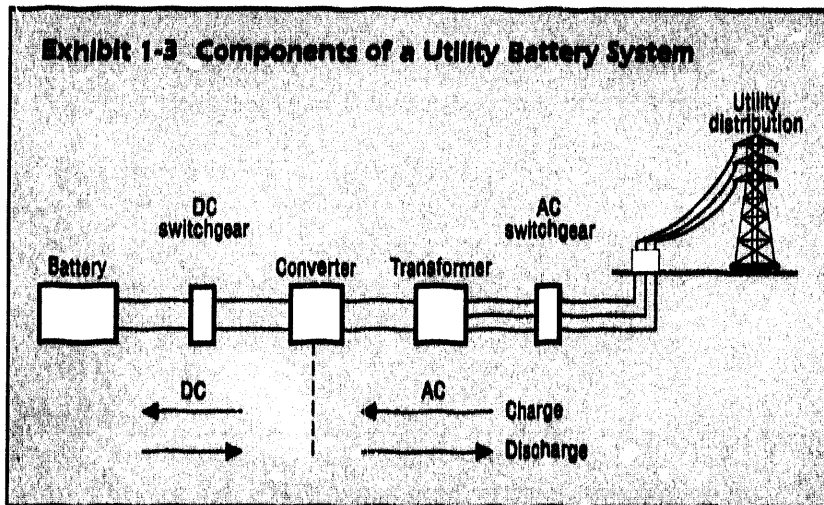 Exhibit 1-3 Components of a Utility Battery System
Utility
distribution
DC
switchgear
AC
switchgear
Battery
Converter
Transformer
DC
AC
Charge
Discharge